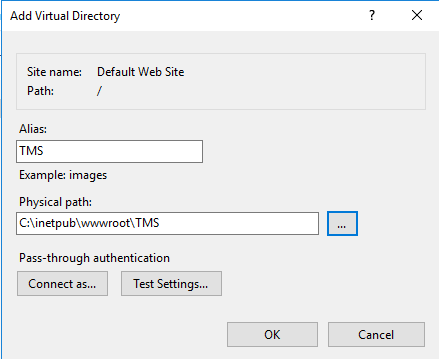 Add Virtual Directory
?
Site name: Default Web Site
Path: /
Alias:
TMS
Example: images
Physical path:
C:\inetpub\wwwroot\TMS
...
Pass-through authentication
Connect as... Test Settings...
OK Cancel